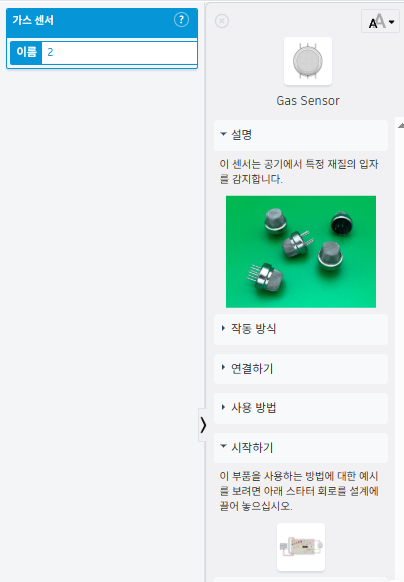 가스 센서
?
이름 2
AA
Gas Sensor
설명
이 센서는 공기에서 특정 재질의 입자
를 감지합니다.
작동 방식
연결하기
사용 방법
시작하기
이 부품을 사용하는 방법에 대한 예시
를 보려면 아래 스타터 회로를 설계에
끌어 놓으십시오.